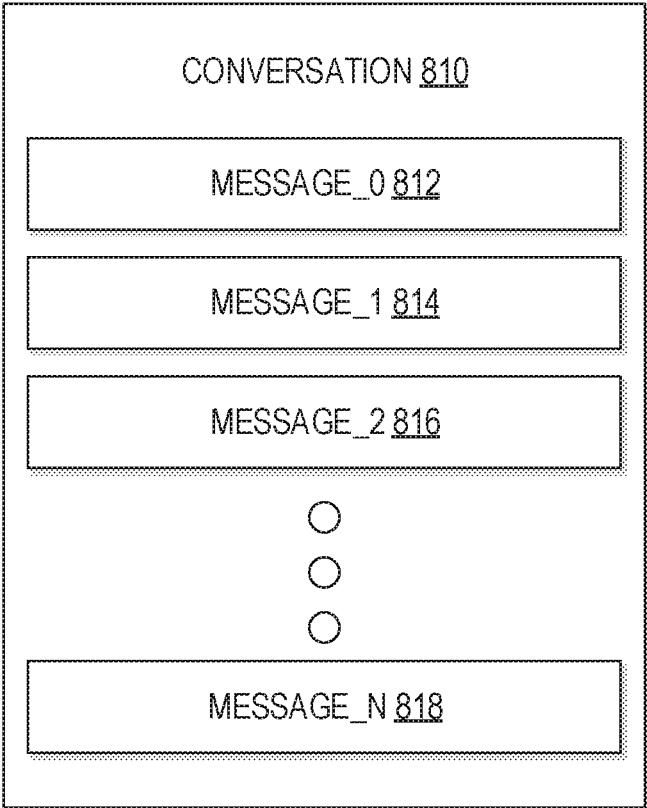 CONVERSATION 810
MESSAGE_0 812
MESSAGE_1 814
MESSAGE_2 816
MESSAGE_N 818